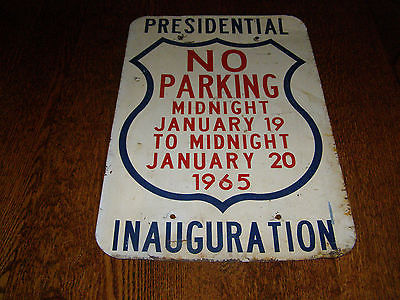 PRESIDENTIAL
NO
PARKING
MIDNIGHT
JANUARY 19
TO MIDNIGHT
JANUARY 20
1965
INAUGURATION